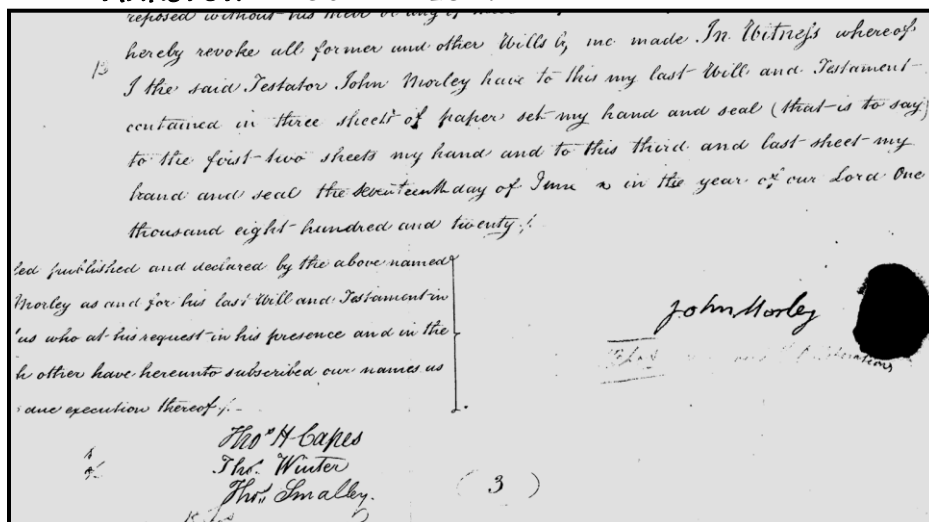 reposed without his
hereby revoke all former and other Wills by me made In Witness whereof
13
I the said Testator John Morley have to this my last Will and Testament
contained in three sheets of paper set my hand and seal (that is to say)
to the first two sheets my hand and to this third and last sheet my
hand and seal the seventeenth day of June in the year of our Lord One
thousand eight hundred and twenty
led published and declared by the above named
Morley as and for his last Will and Testament in
us who at his request in his presence and in the
h other have hereunto subscribed our names as
due execution thereof
John Morley
Thos H Capes
Thos. Winter
Thos. Smalley.
(3)